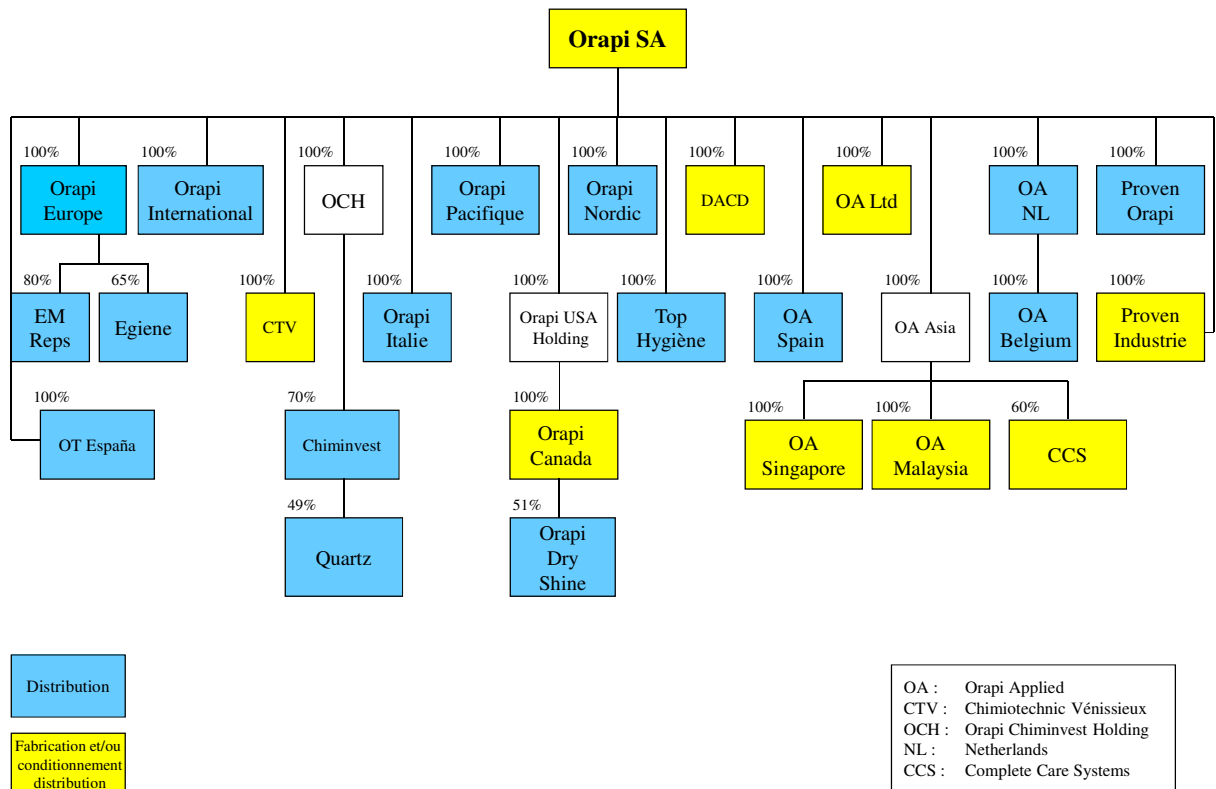 Orapi SA
100%
100%
100%
100%
100%
100%
100%
100%
100%
Orapi
Europe
Orapi
International
OCH
Orapi
Pacifique
Orapi
Nordic
DACD
OA Ltd
OA
NL
Proven
Orapi
80%
65%
100%
100%
100%
100%
100%
100%
100%
100%
EM
Reps
Egiene
CTV
Orapi
Italie
Orapi USA
Holding
Top
Hygiène
OA
Spain
OA Asia
OA
Belgium
Proven
Industrie
100%
70%
100%
100%
100%
60%
OT España
Chiminvest
Orapi
Canada
OA
Singapore
OA
Malaysia
CCS
49%
51%
Quartz
Orapi
Dry
Shine
Distribution
Fabrication et/ou
conditionnement
distribution
OA : Orapi Applied
CTV : Chimiotechnic Vénissieux
OCH : Orapi Chiminvest Holding
NL : Netherlands
CCS : Complete Care Systems